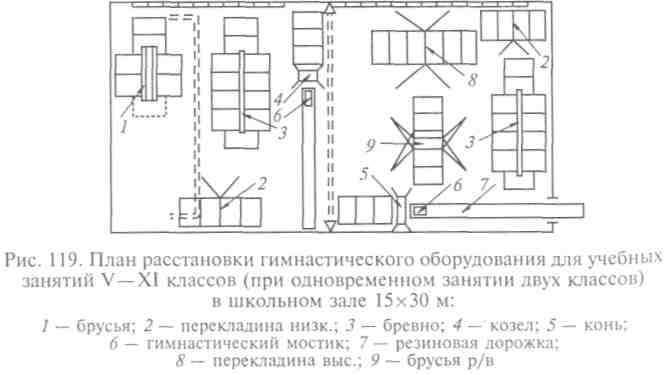 1
2
3
4
6
5
2
8
9
3
6
7
2
Рис. 119. План расстановки гимнастического оборудования для учебных
занятий V—XI классов (при одновременном занятии двух классов)
в школьном зале 15×30 м:
1 — брусья; 2 — перекладина низк.; 3 — бревно; 4 — козел; 5 — конь;
6 — гимнастический мостик; 7 — резиновая дорожка;
8 — перекладина выс.; 9 — брусья р/в